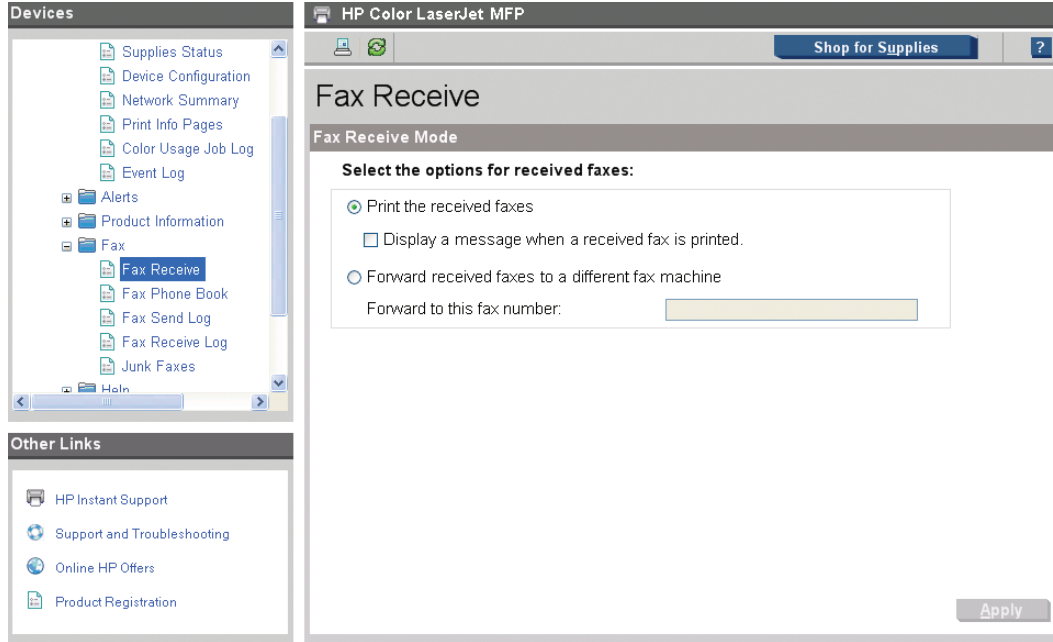 Devices
Supplies Status
Device Configuration
Network Summary
Print Info Pages
Color Usage Job Log
Event Log
Alerts
Product Information
Fax
Fax Receive
Fax Phone Book
Fax Send Log
Fax Receive Log
Junk Faxes
Help
Other Links
HP Instant Support
Support and Troubleshooting
Online HP Offers
Product Registration
HP Color LaserJet MFP
Shop for Supplies
?
Fax Receive
Fax Receive Mode
Select the options for received faxes:
Print the received faxes
Display a message when a received fax is printed.
Forward received faxes to a different fax machine
Forward to this fax number:
Apply